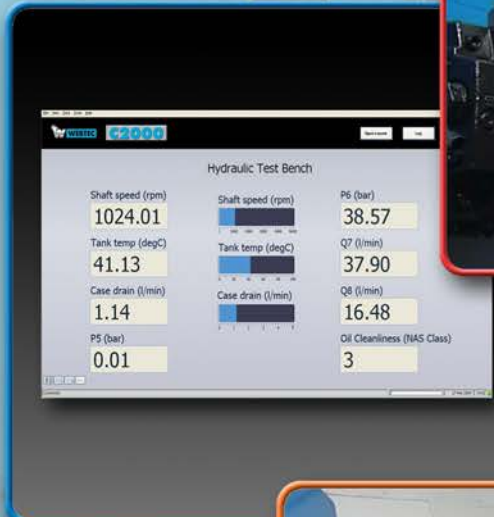 WEBTEC C2000
Hydraulic Test Bench
Shaft speed (rpm)
1024.01
Tank temp (degC)
41.13
Case drain (l/min)
1.14
P5 (bar)
0.01
Shaft speed (rpm)
Tank temp (degC)
Case drain (l/min)
P6 (bar)
38.57
Q7 (l/min)
37.90
Q8 (l/min)
16.48
Oil Cleanliness (NAS Class)
3